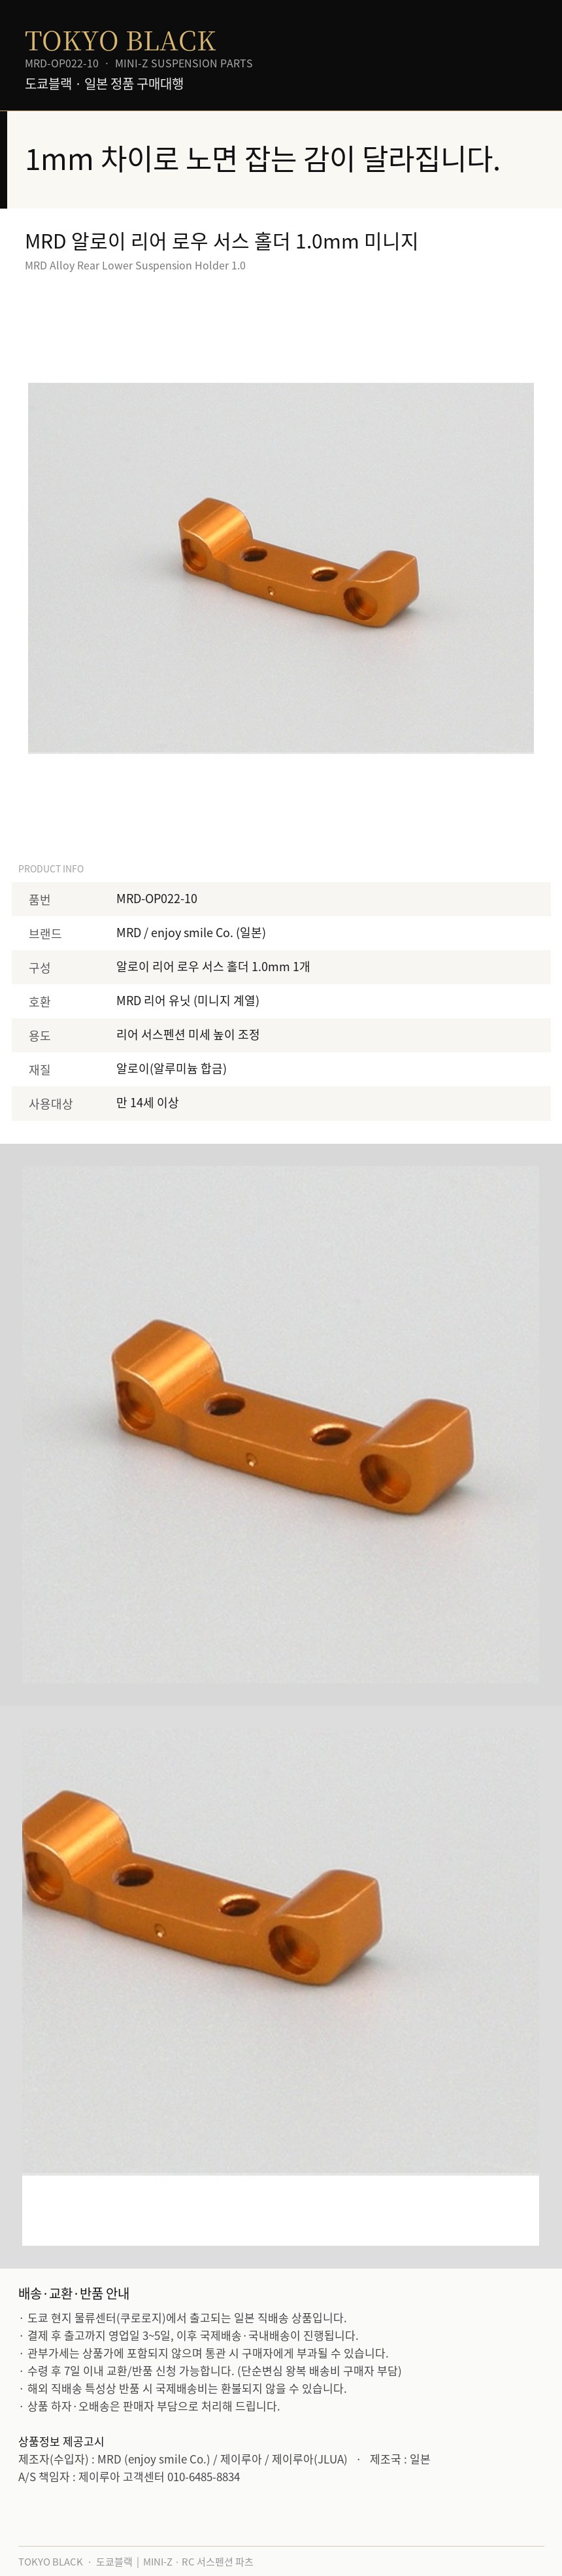 TOKYO BLACK
MRD-OP022-10 · MINI-Z SUSPENSION PARTS
도쿄블랙 · 일본 정품 구매대행
1mm 차이로 노면 잡는 감이 달라집니다.
MRD 알로이 리어 로우 서스 홀더 1.0mm 미니지
MRD Alloy Rear Lower Suspension Holder 1.0
PRODUCT INFO
품번 MRD-OP022-10
브랜드 MRD / enjoy smile Co. (일본)
구성 알로이 리어 로우 서스 홀더 1.0mm 1개
호환 MRD 리어 유닛 (미니지 계열)
용도 리어 서스펜션 미세 높이 조정
재질 알로이(알루미늄 합금)
사용대상 만 14세 이상
배송·교환·반품 안내
· 도쿄 현지 물류센터(쿠로로지)에서 출고되는 일본 직배송 상품입니다.
· 결제 후 출고까지 영업일 3~5일, 이후 국제배송·국내배송이 진행됩니다.
· 관부가세는 상품가에 포함되지 않으며 통관 시 구매자에게 부과될 수 있습니다.
· 수령 후 7일 이내 교환/반품 신청 가능합니다. (단순변심 왕복 배송비 구매자 부담)
· 해외 직배송 특성상 반품 시 국제배송비는 환불되지 않을 수 있습니다.
· 상품 하자·오배송은 판매자 부담으로 처리해 드립니다.
상품정보 제공고시
제조자(수입자) : MRD (enjoy smile Co.) / 제이루아 / 제이루아(JLUA) · 제조국 : 일본
A/S 책임자 : 제이루아 고객센터 010-6485-8834
TOKYO BLACK · 도쿄블랙 | MINI-Z · RC 서스펜션 파츠